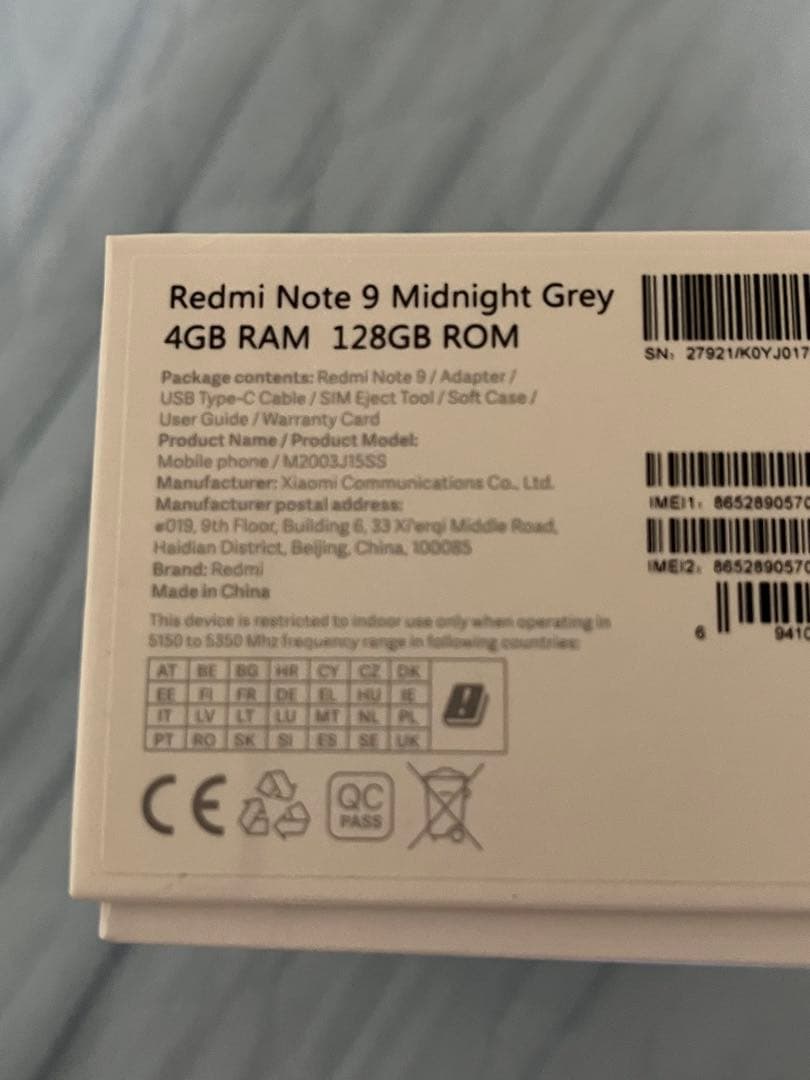 Redmi Note 9 Midnight Grey
4GB RAM 128GB ROM
Package contents: Redmi Note 9 / Adapter /
USB Type-C Cable / SIM Eject Tool / Soft Case /
User Guide / Warranty Card
Product Name / Product Model:
Mobile phone / M2003J15SS
Manufacturer: Xiaomi Communications Co., Ltd.
Manufacturer postal address:
#019, 9th Floor, Building 6, 33 Xi'erqi Middle Road,
Haidian District, Beijing, China, 100085
Brand: Redmi
Made in China
This device is restricted to indoor use only when operating in
5150 to 5350 Mhz frequency range in following countries:
AT BE BG HR CY CZ DK
EE FI FR DE EL HU IE
IT LV LT LU MT NL PL
PT RO SK SI ES SE UK
CE
QC
PASS
SN: 27921/K0YJ017
IMEI1: 8652890570
IMEI2: 8652890570
6 9410